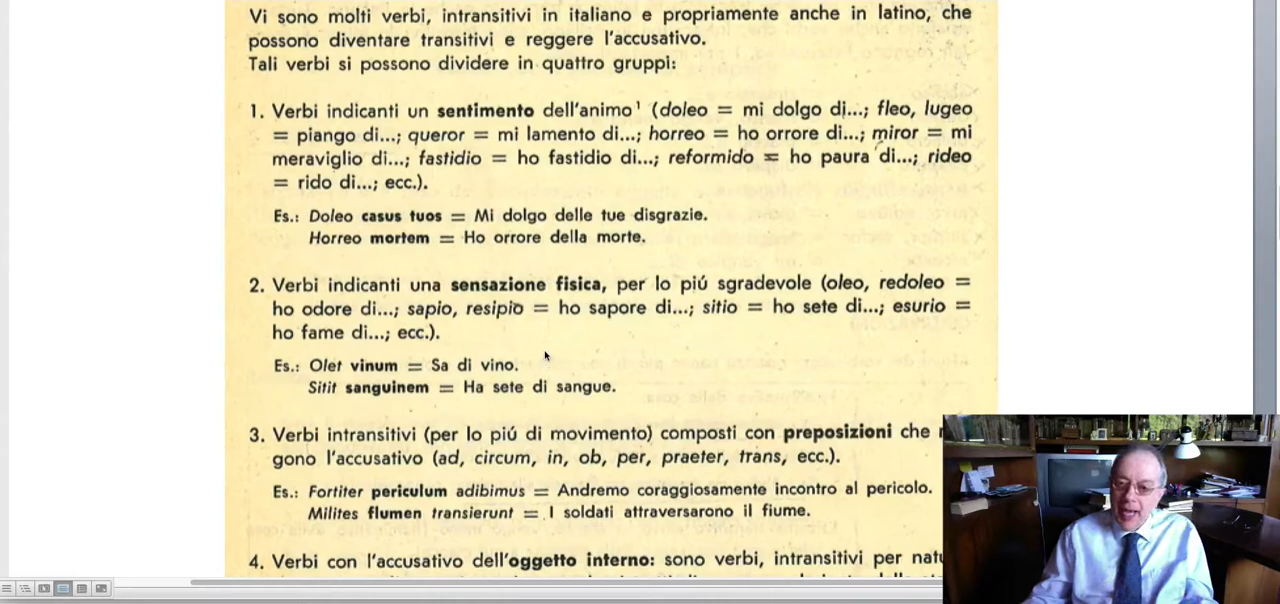 Vi sono molti verbi, intransitivi in italiano e propriamente anche in latino, che
possono diventare transitivi e reggere l'accusativo.
Tali verbi si possono dividere in quattro gruppi:
1. Verbi indicanti un sentimento dell'animo¹ (doleo = mi dolgo di...; fleo, lugeo
= piango di...; queror = mi lamento di...; horreo = ho orrore di...; miror = mi
meraviglio di...; fastidio = ho fastidio di...; reformido = ho paura di...; rideo
= rido di...; ecc.).
Es.: Doleo casus tuos = Mi dolgo delle tue disgrazie.
Horreo mortem = Ho orrore della morte.
2. Verbi indicanti una sensazione fisica, per lo piú sgradevole (oleo, redoleo =
ho odore di...; sapio, resipio = ho sapore di...; sitio = ho sete di...; esurio =
ho fame di...; ecc.).
Es.: Olet vinum = Sa di vino.
Sitit sanguinem = Ha sete di sangue.
3. Verbi intransitivi (per lo piú di movimento) composti con preposizioni che
gono l'accusativo (ad, circum, in, ob, per, praeter, trans, ecc.).
Es.: Fortiter periculum adibimus = Andremo coraggiosamente incontro al pericolo.
Milites flumen transierunt = I soldati attraversarono il fiume.
4. Verbi con l'accusativo dell'oggetto interno: sono verbi, intransitivi per natu